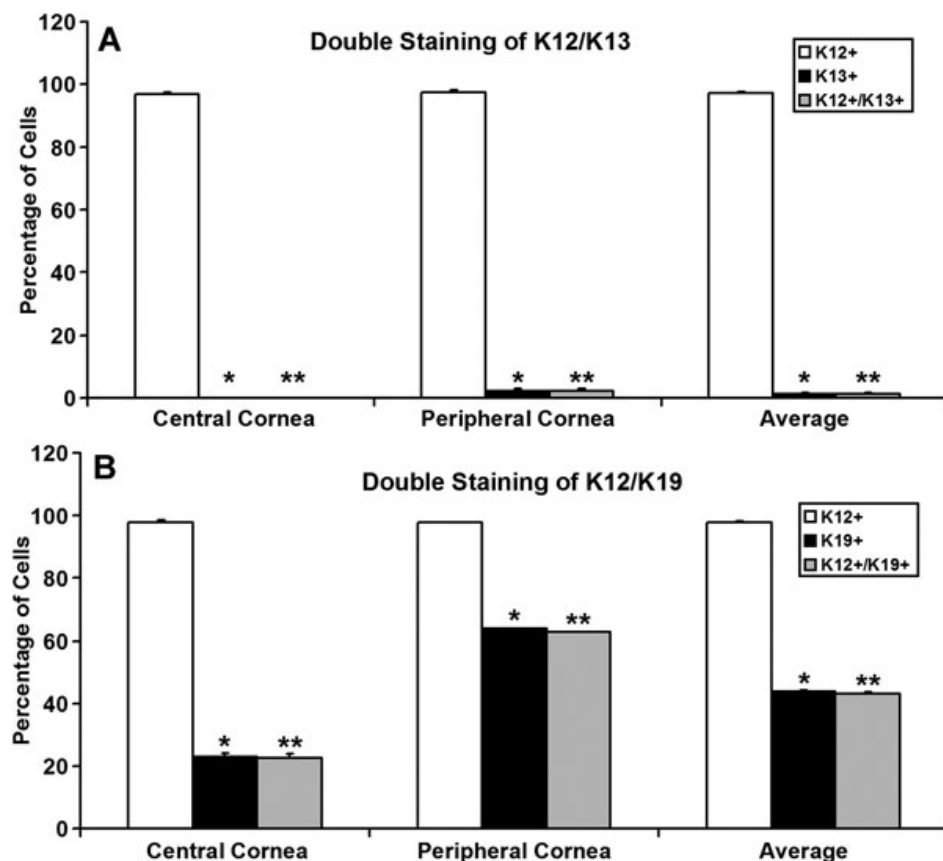 A
Double Staining of K12/K13
K12+
K13+
K12+/K13+
Percentage of Cells
120
100
80
60
40
20
0
* **
* **
* **
Central Cornea Peripheral Cornea Average
B
Double Staining of K12/K19
K12+
K19+
K12+/K19+
Percentage of Cells
120
100
80
60
40
20
0
* **
* **
* **
Central Cornea Peripheral Cornea Average